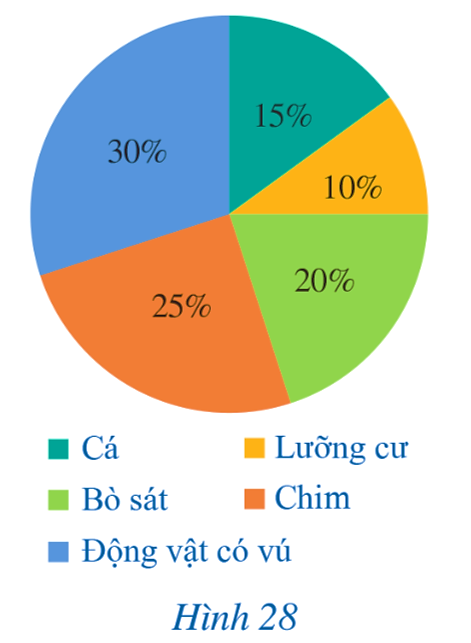 15%
30%
10%
20%
25%
Cá
Lưỡng cư
Bò sát
Chim
Động vật có vú
Hình 28